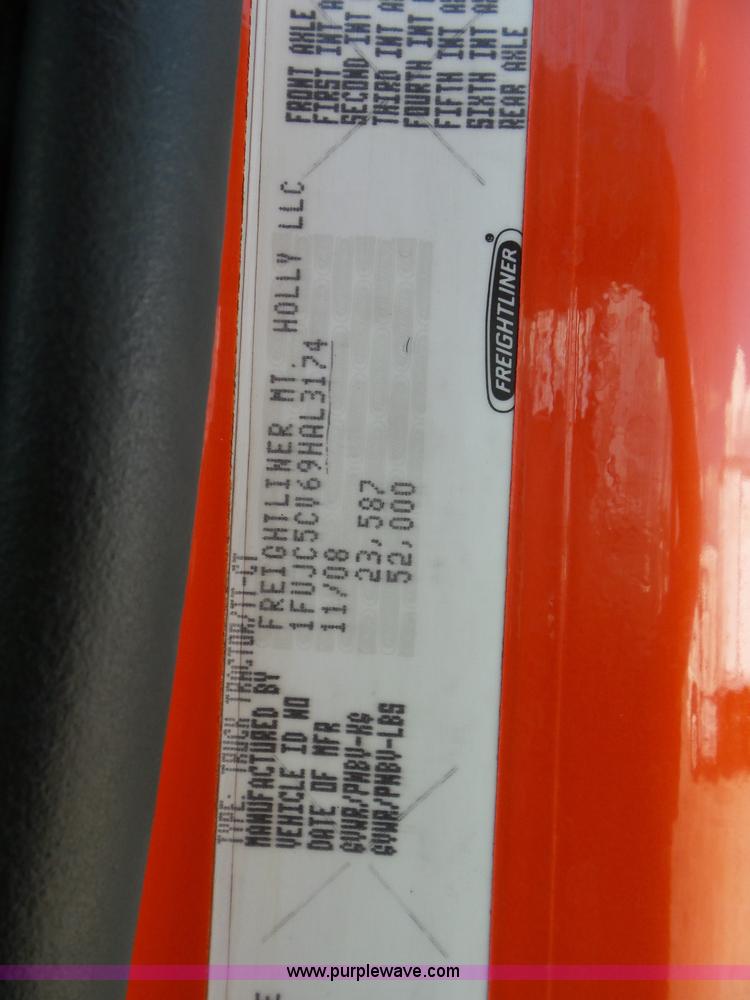 TYPE: TRUCK TRACTOR/TT-CT
MANUFACTURED BY FREIGHTLINER MT. HOLLY LLC
VEHICLE ID NO 1FUJC5CV69HAL3174
DATE OF MFR 11/08
GVWR/PNBV-KG 23,587
GVWR/PNBV-LBS 52,000
FRONT AXLE
FIRST INT
SECOND INT
THIRD INT
FOURTH INT
FIFTH INT
SIXTH INT
REAR AXLE
FREIGHTLINER
www.purplewave.com